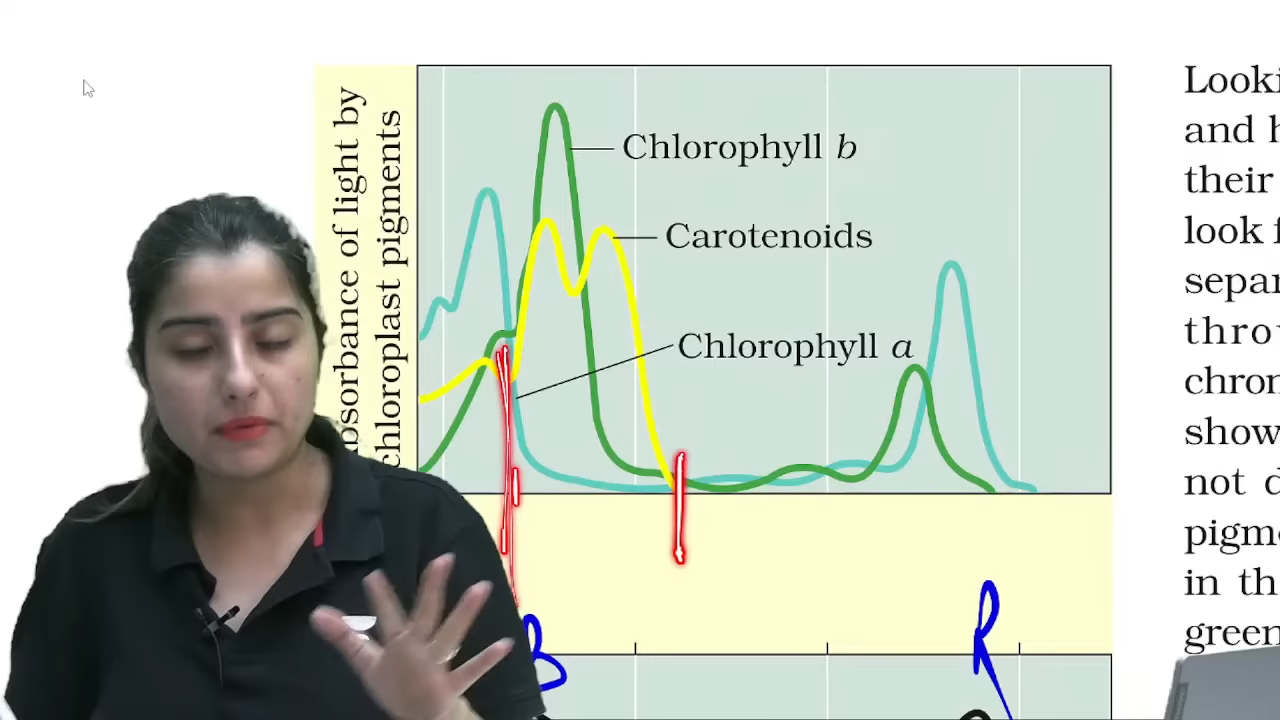 absorbance of light by
chloroplast pigments
Chlorophyll b
Carotenoids
Chlorophyll a
B
R
Looki
and h
their
look f
separ
throu
chron
show
not d
pigme
in th
green